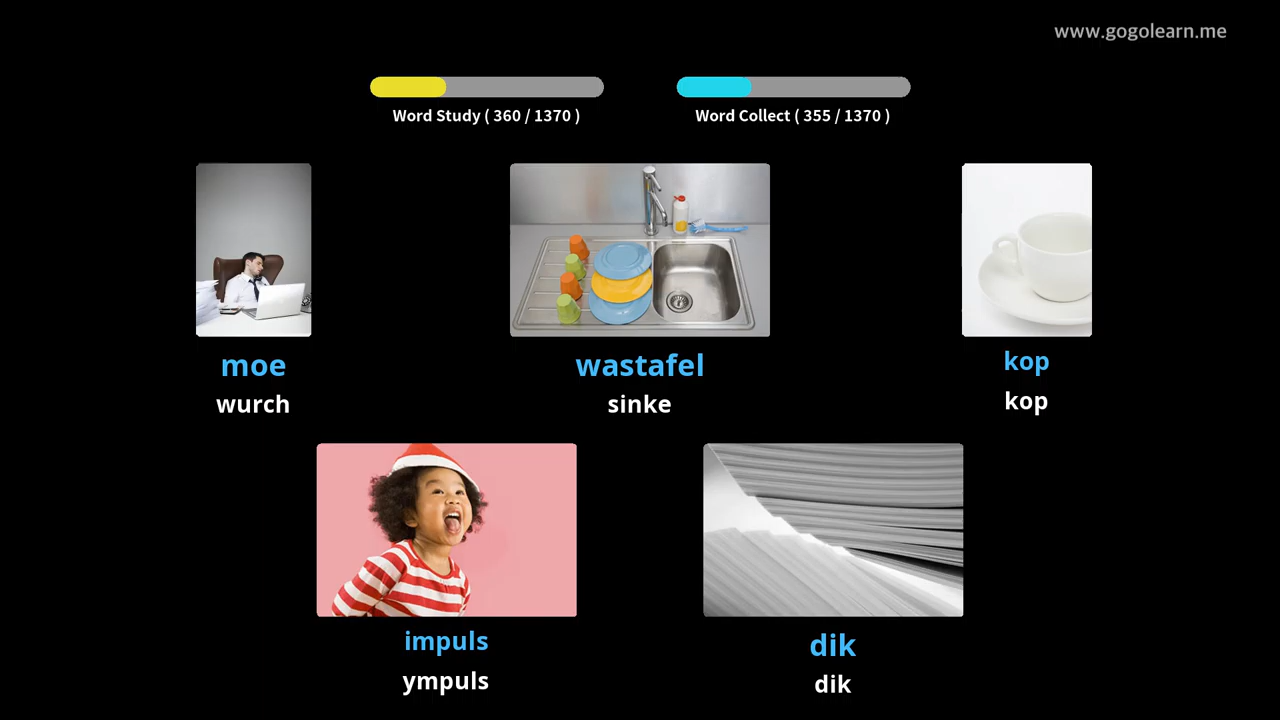 www.gogolearn.me
Word Study ( 360 / 1370 )
Word Collect ( 355 / 1370 )
moe
wurch
wastafel
sinke
kop
kop
impuls
ympuls
dik
dik